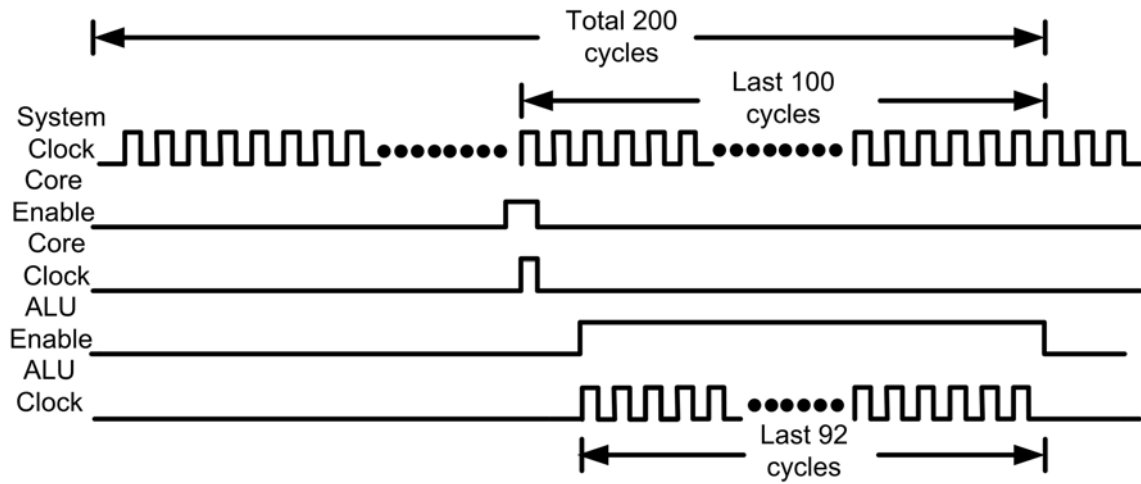 Total 200
cycles
Last 100
cycles
System
Clock
Core
Enable
Core
Clock
ALU
Enable
ALU
Clock
Last 92
cycles